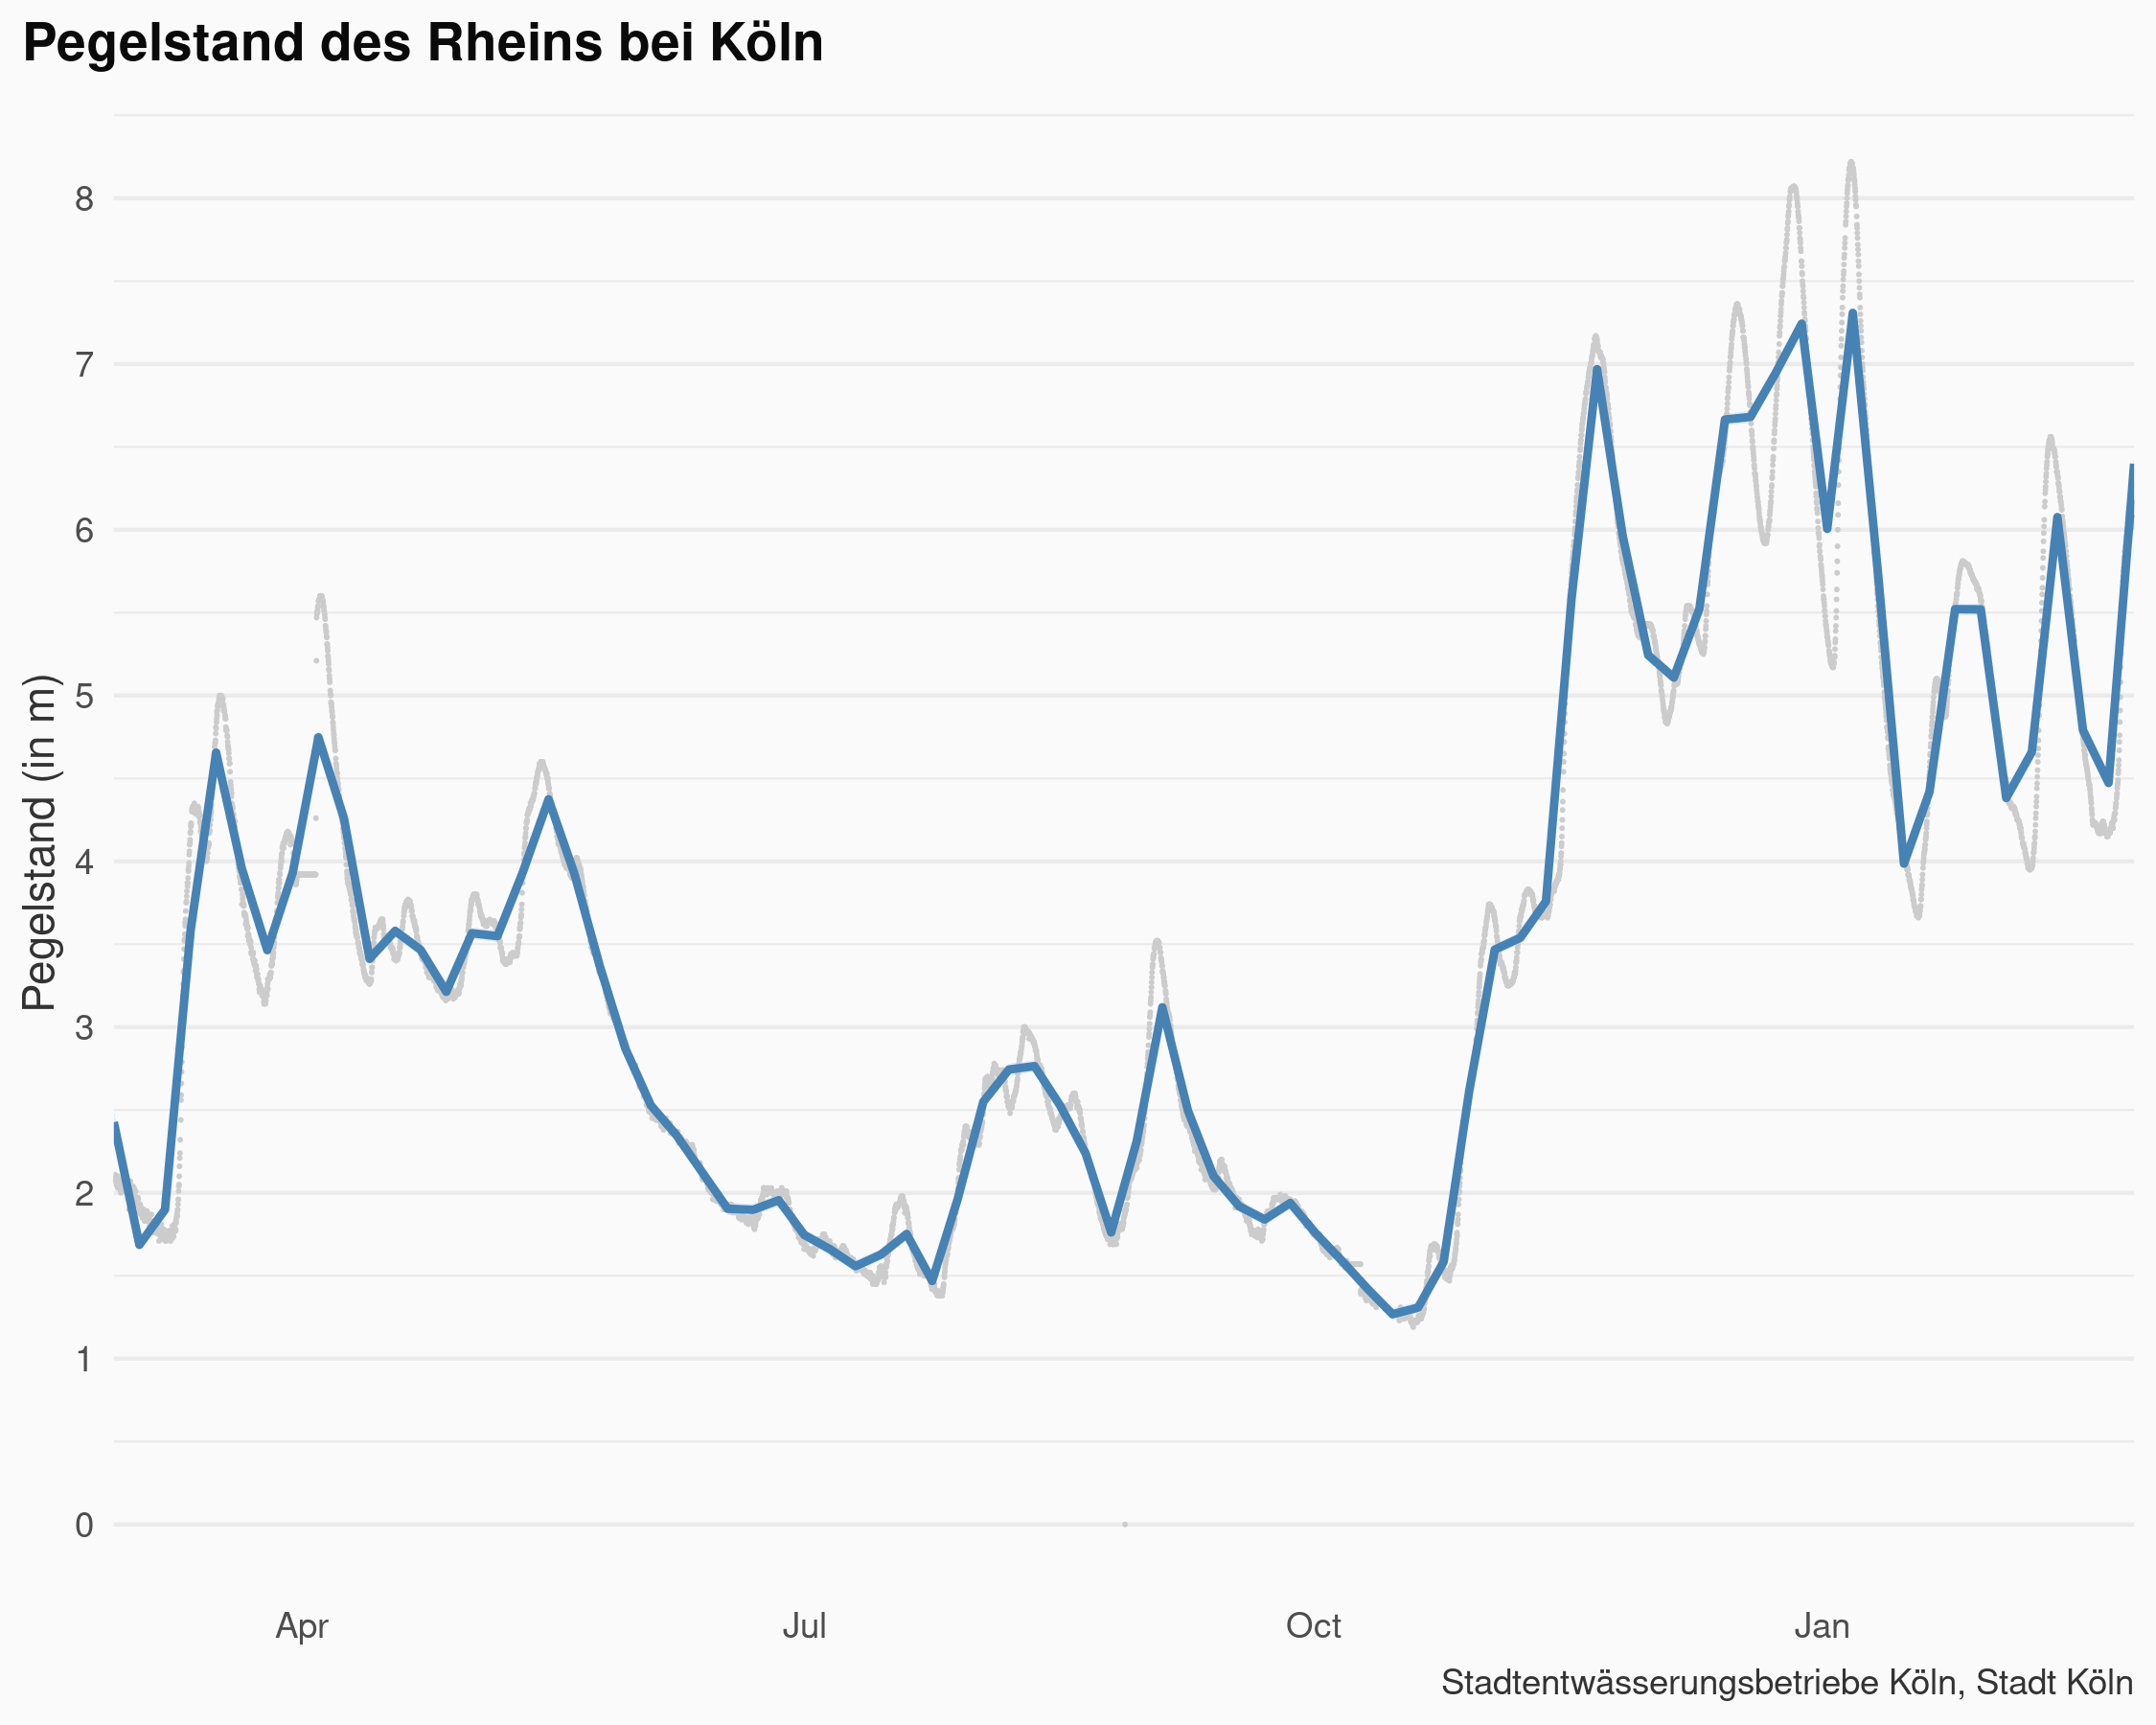 Pegelstand des Rheins bei Köln
Pegelstand (in m)
8
7
6
5
4
3
2
1
0
Apr Jul Oct Jan
Stadtentwässerungsbetriebe Köln, Stadt Köln